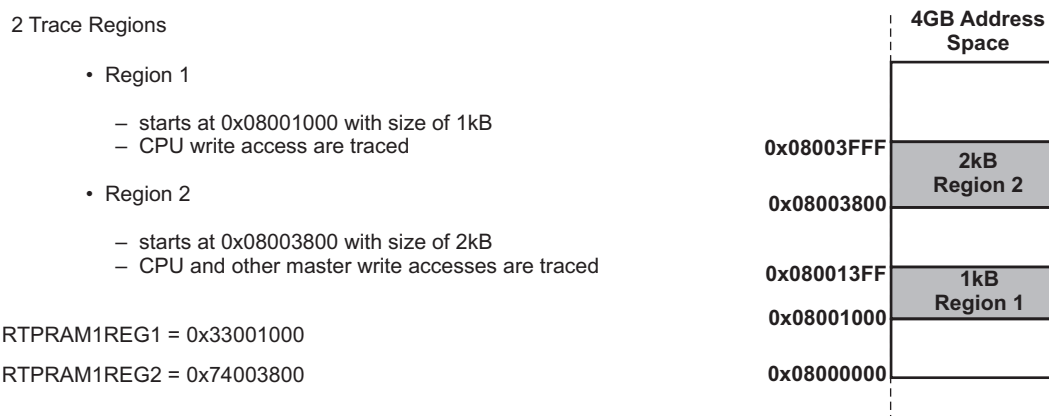 2 Trace Regions
• Region 1
– starts at 0x08001000 with size of 1kB
– CPU write access are traced
• Region 2
– starts at 0x08003800 with size of 2kB
– CPU and other master write accesses are traced
RTPRAM1REG1 = 0x33001000
RTPRAM1REG2 = 0x74003800
4GB Address
Space
0x08003FFF
2kB
Region 2
0x08003800
0x080013FF
1kB
Region 1
0x08001000
0x08000000